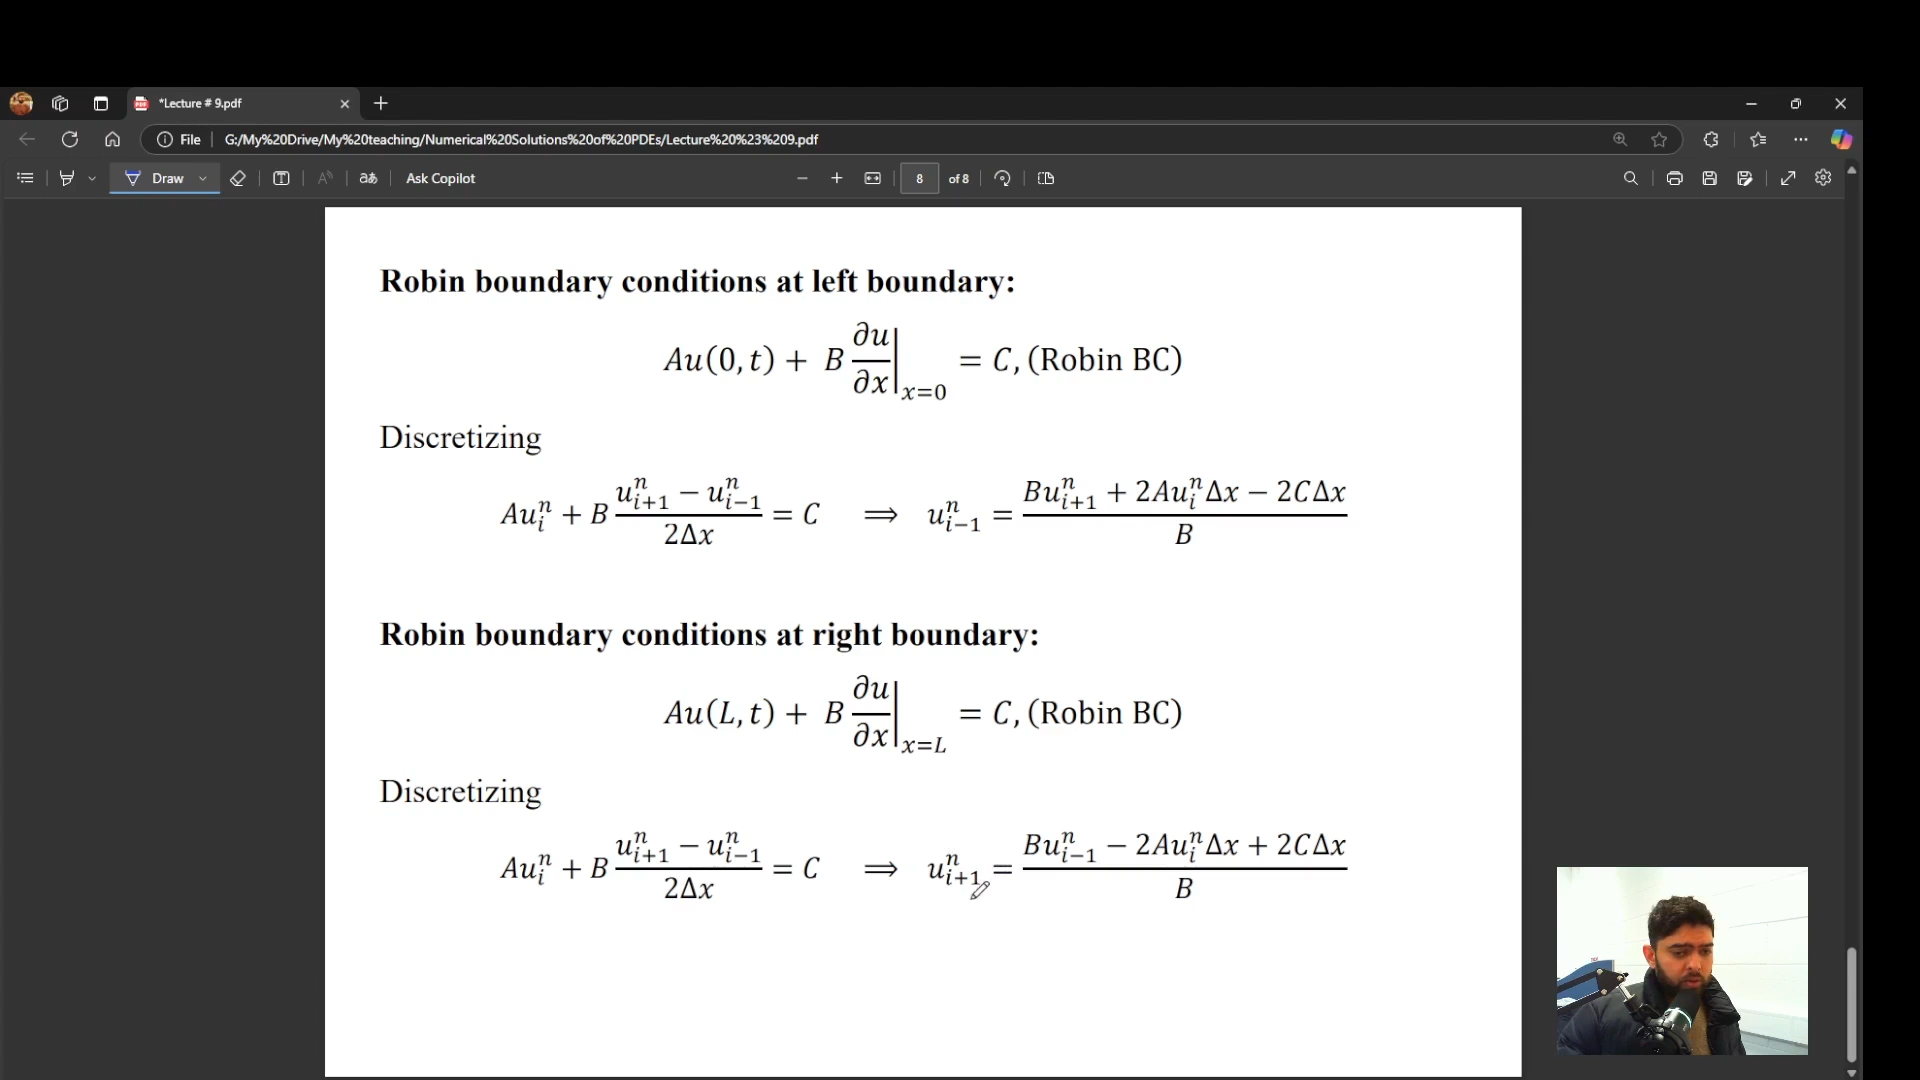 *Lecture # 9.pdf
File G:/My%20Drive/My%20teaching/Numerical%20Solutions%20of%20PDEs/Lecture%20%23%209.pdf
Draw aあ Ask Copilot 8 of 8
Robin boundary conditions at left boundary:
Au(0, t) + B ∂u/∂x|_{x=0} = C, (Robin BC)
Discretizing
Au_i^n + B (u_{i+1}^n − u_{i−1}^n)/(2Δx) = C ⟹ u_{i−1}^n = (Bu_{i+1}^n + 2Au_i^nΔx − 2CΔx)/B
Robin boundary conditions at right boundary:
Au(L, t) + B ∂u/∂x|_{x=L} = C, (Robin BC)
Discretizing
Au_i^n + B (u_{i+1}^n − u_{i−1}^n)/(2Δx) = C ⟹ u_{i+1}^n = (Bu_{i−1}^n − 2Au_i^nΔx + 2CΔx)/B